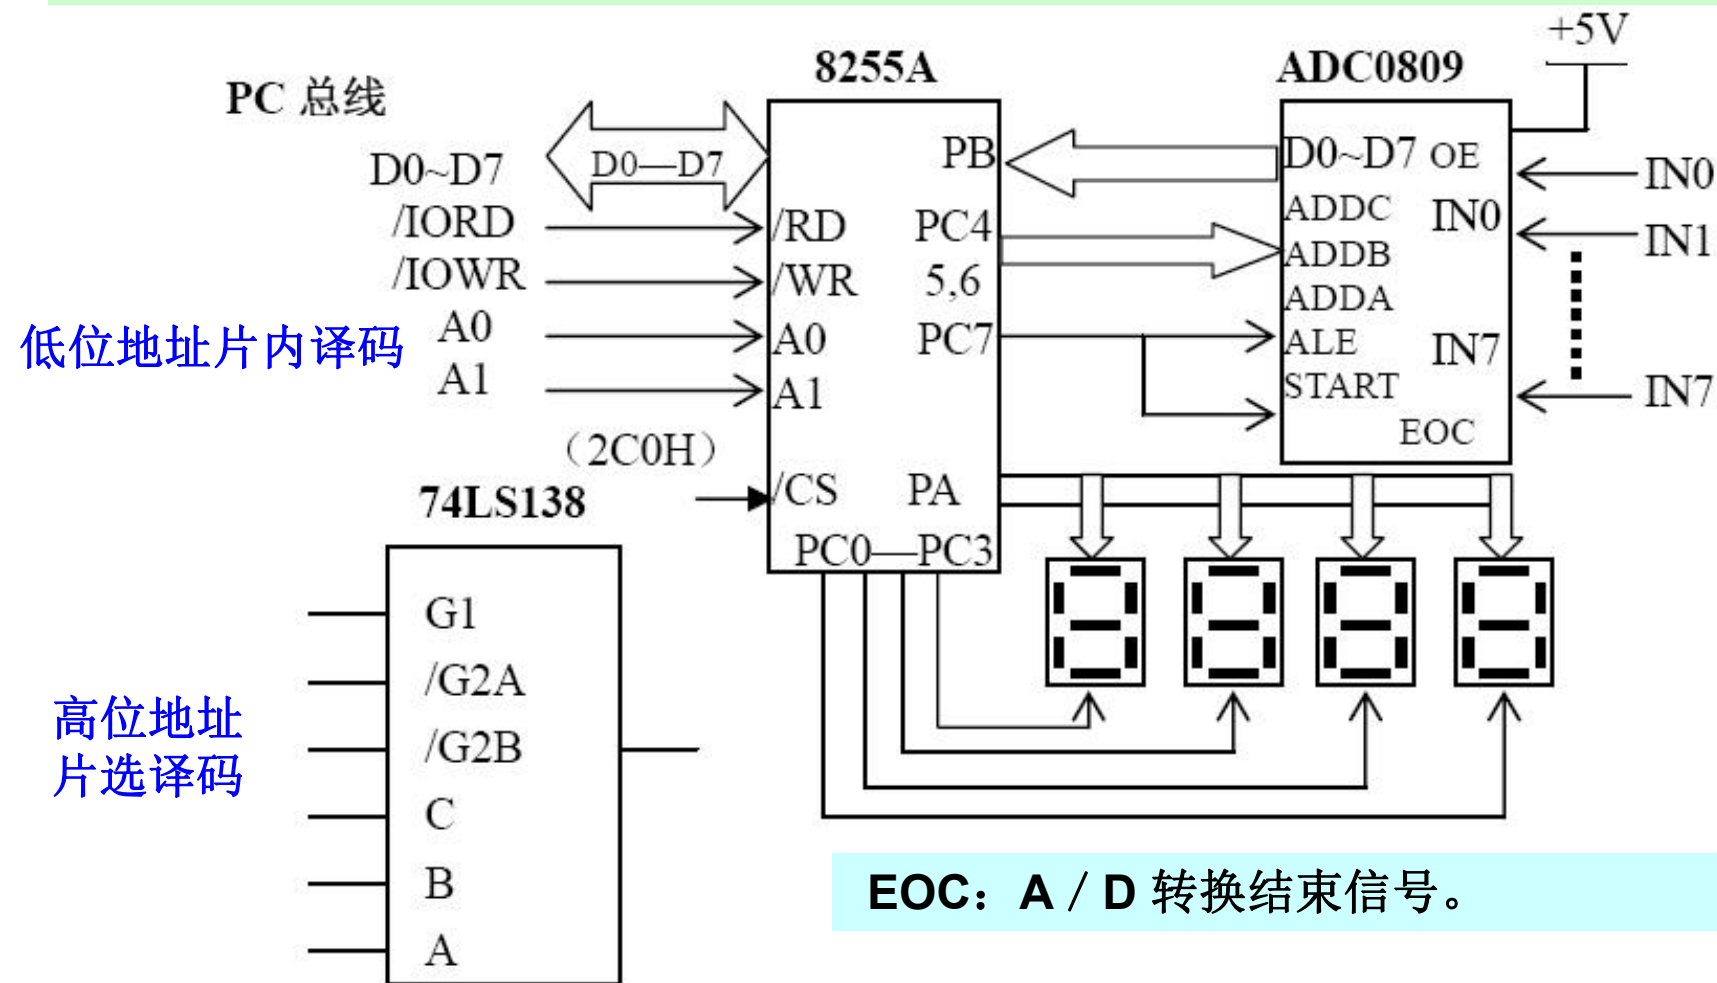 +5V
8255A
ADC0809
PC 总线
D0~D7
D0—D7
PB
D0~D7 OE
IN0
/IORD
/RD
PC4
ADDC
IN0
IN1
/IOWR
/WR
5,6
ADDB
ADDA
低位地址片内译码
A0
A0
PC7
ALE
IN7
A1
A1
START
IN7
（2C0H）
EOC
74LS138
/CS
PA
PC0—PC3
G1
/G2A
高位地址
片选译码
/G2B
C
B
A
EOC：A / D 转换结束信号。